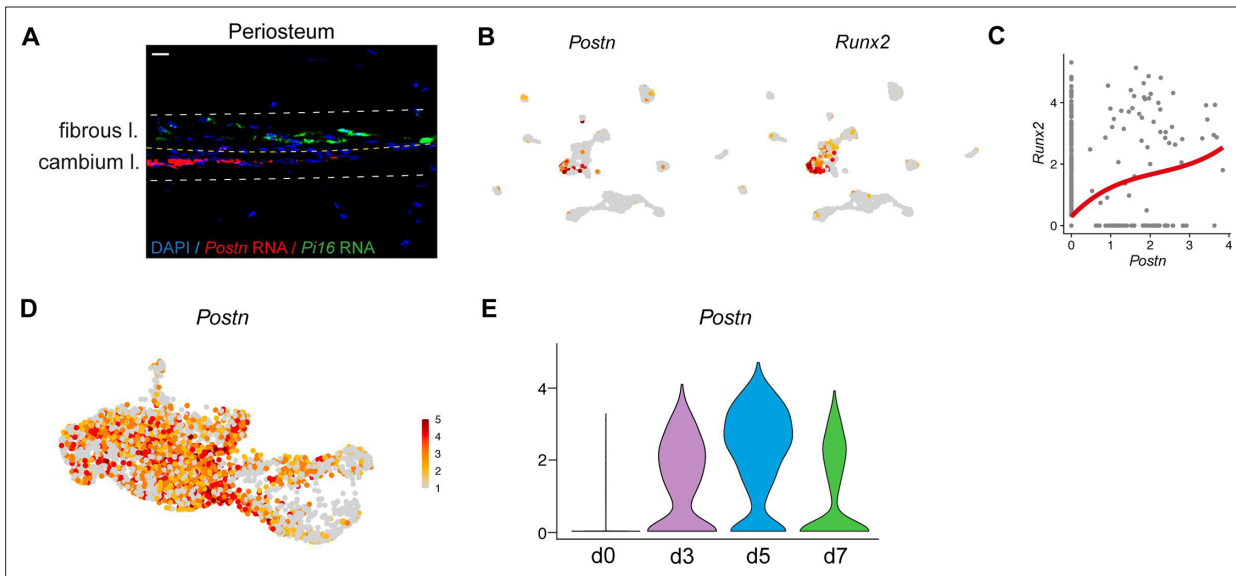 A
Periosteum
fibrous l.
cambium l.
DAPI / Postn RNA / Pi16 RNA
B
Postn
Runx2
C
Runx2
4
2
0
0 1 2 3 4
Postn
D
Postn
5
4
3
2
1
E
Postn
4
2
0
d0 d3 d5 d7